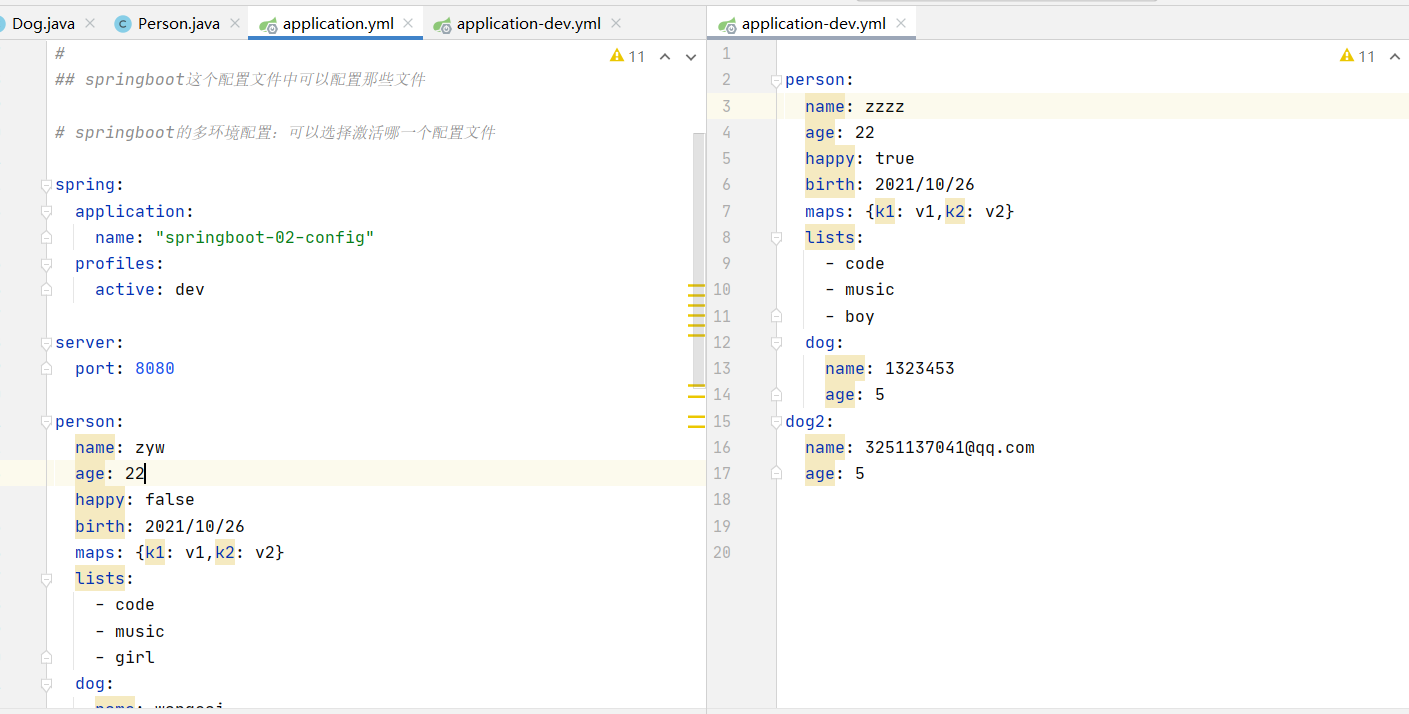 Dog.java
Person.java
application.yml
application-dev.yml
#
11
## springboot这个配置文件中可以配置那些文件
# springboot的多环境配置：可以选择激活哪一个配置文件
spring:
application:
name: "springboot-02-config"
profiles:
active: dev
server:
port: 8080
person:
name: zyw
age: 22
happy: false
birth: 2021/10/26
maps: {k1: v1,k2: v2}
lists:
- code
- music
- girl
dog:
application-dev.yml
1
11
2 person:
3 name: zzzz
4 age: 22
5 happy: true
6 birth: 2021/10/26
7 maps: {k1: v1,k2: v2}
8 lists:
9 - code
10 - music
11 - boy
12 dog:
13 name: 1323453
14 age: 5
15 dog2:
16 name: 3251137041@qq.com
17 age: 5
18
19
20